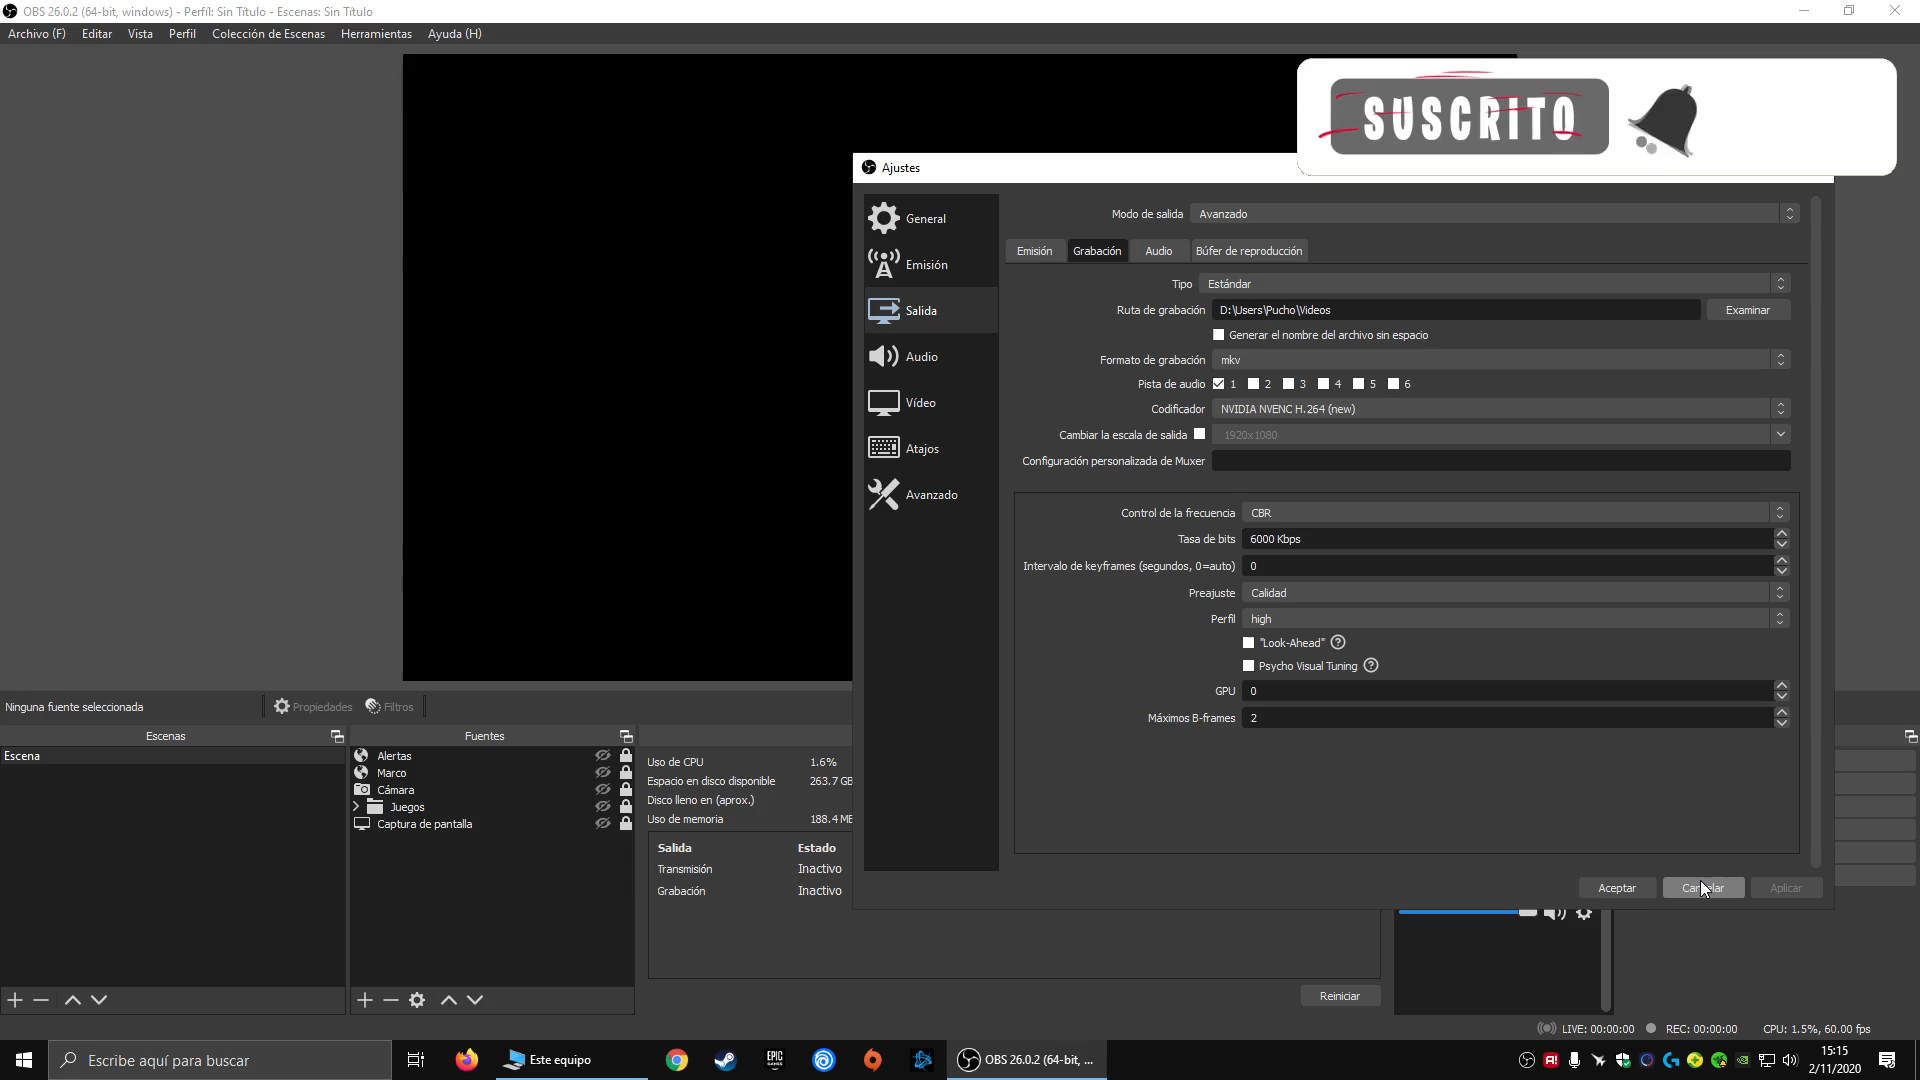 OBS 26.0.2 (64-bit, windows) - Perfil: Sin Título - Escenas: Sin Título
Archivo (F) Editar Vista Perfil Colección de Escenas Herramientas Ayuda (H)
SUSCRITO
Ajustes
General
Emisión
Salida
Audio
Vídeo
Atajos
Avanzado
Modo de salida Avanzado
Emisión Grabación Audio Búfer de reproducción
Tipo Estándar
Ruta de grabación D:\Users\Pucho\Videos Examinar
Generar el nombre del archivo sin espacio
Formato de grabación mkv
Pista de audio 1 2 3 4 5 6
Codificador NVIDIA NVENC H.264 (new)
Cambiar la escala de salida 1920x1080
Configuración personalizada de Muxer
Control de la frecuencia CBR
Tasa de bits 6000 Kbps
Intervalo de keyframes (segundos, 0=auto) 0
Preajuste Calidad
Perfil high
"Look-Ahead" ?
Psycho Visual Tuning ?
GPU 0
Máximos B-frames 2
Aceptar Cancelar Aplicar
Ninguna fuente seleccionada Propiedades Filtros
Escenas
Escena
Fuentes
Alertas
Marco
Cámara
Juegos
Captura de pantalla
Uso de CPU 1.6%
Espacio en disco disponible 263.7 GB
Disco lleno en (aprox.)
Uso de memoria 188.4 MB
Salida Estado
Transmisión Inactivo
Grabación Inactivo
Reiniciar
LIVE: 00:00:00 REC: 00:00:00 CPU: 1.5%, 60.00 fps
Escribe aquí para buscar
Este equipo
EPIC GAMES
OBS 26.0.2 (64-bit, ...
15:15
2/11/2020